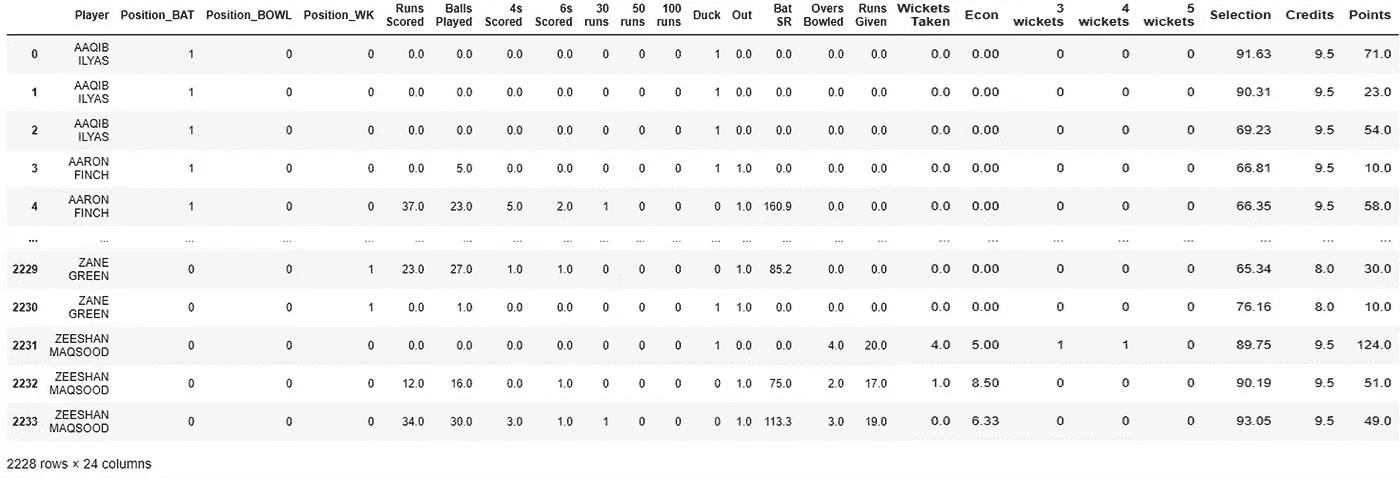 Player Position_BAT Position_BOWL Position_WK Runs Scored Balls Played 4s Scored 6s Scored 30 runs 50 runs 100 runs Duck Out Bat SR Overs Bowled Runs Given Wickets Taken Econ 3 wickets 4 wickets 5 wickets Selection Credits Points
0 AAQIB ILYAS 1 0 0 0.0 0.0 0.0 0.0 0 0 0 1 0.0 0.0 0.0 0.0 0.0 0.00 0 0 0 91.63 9.5 71.0
1 AAQIB ILYAS 1 0 0 0.0 0.0 0.0 0.0 0 0 0 1 0.0 0.0 0.0 0.0 0.0 0.00 0 0 0 90.31 9.5 23.0
2 AAQIB ILYAS 1 0 0 0.0 0.0 0.0 0.0 0 0 0 1 0.0 0.0 0.0 0.0 0.0 0.00 0 0 0 69.23 9.5 54.0
3 AARON FINCH 1 0 0 0.0 5.0 0.0 0.0 0 0 0 1 1.0 0.0 0.0 0.0 0.0 0.00 0 0 0 66.81 9.5 10.0
4 AARON FINCH 1 0 0 37.0 23.0 5.0 2.0 1 0 0 0 1.0 160.9 0.0 0.0 0.0 0.00 0 0 0 66.35 9.5 58.0
... ... ... ... ... ... ... ... ... ... ... ... ... ... ... ... ... ... ... ... ... ... ... ... ...
2229 ZANE GREEN 0 0 1 23.0 27.0 1.0 1.0 0 0 0 0 1.0 85.2 0.0 0.0 0.0 0.00 0 0 0 65.34 8.0 30.0
2230 ZANE GREEN 0 0 1 0.0 1.0 0.0 0.0 0 0 0 1 1.0 0.0 0.0 0.0 0.0 0.00 0 0 0 76.16 8.0 10.0
2231 ZEESHAN MAQSOOD 0 0 0 0.0 0.0 0.0 0.0 0 0 0 1 0.0 0.0 4.0 20.0 4.0 5.00 1 1 0 89.75 9.5 124.0
2232 ZEESHAN MAQSOOD 0 0 0 12.0 16.0 0.0 1.0 0 0 0 0 1.0 75.0 2.0 17.0 1.0 8.50 0 0 0 90.19 9.5 51.0
2233 ZEESHAN MAQSOOD 0 0 0 34.0 30.0 3.0 1.0 1 0 0 0 1.0 113.3 3.0 19.0 0.0 6.33 0 0 0 93.05 9.5 49.0
2228 rows × 24 columns